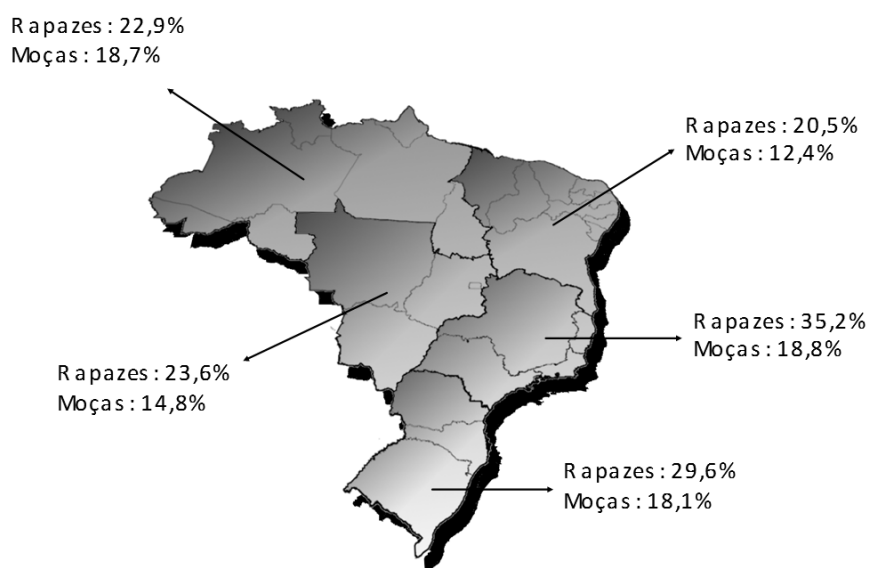 Rapazes: 22,9%
Moças: 18,7%
Rapazes: 20,5%
Moças: 12,4%
Rapazes: 35,2%
Moças: 18,8%
Rapazes: 23,6%
Moças: 14,8%
Rapazes: 29,6%
Moças: 18,1%